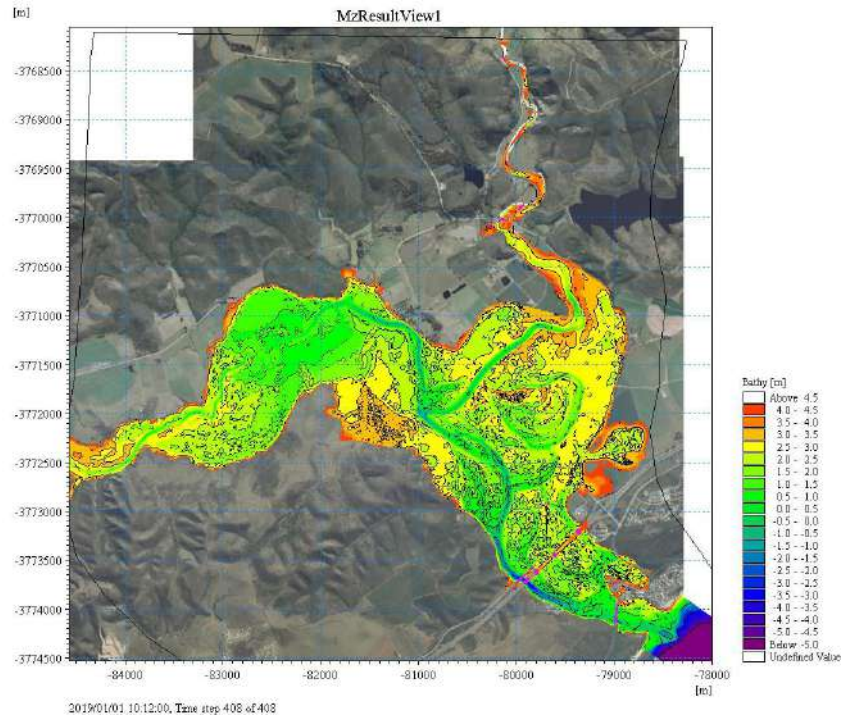 [m]
MzResultView1
-3768500
-3769000
-3769500
-3770000
-3770500
-3771000
-3771500
-3772000
-3772500
-3773000
-3773500
-3774000
-3774500
-84000 -83000 -82000 -81000 -80000 -79000 -78000
[m]
Bathy [m]
Above 4.5
4.0 - 4.5
3.5 - 4.0
3.0 - 3.5
2.5 - 3.0
2.0 - 2.5
1.5 - 2.0
1.0 - 1.5
0.5 - 1.0
0.0 - 0.5
-0.5 - 0.0
-1.0 - -0.5
-1.5 - -1.0
-2.0 - -1.5
-2.5 - -2.0
-3.0 - -2.5
-3.5 - -3.0
-4.0 - -3.5
-4.5 - -4.0
-5.0 - -4.5
Below -5.0
Undefined Value
2019/01/01 10:12:00, Time step 408 of 408